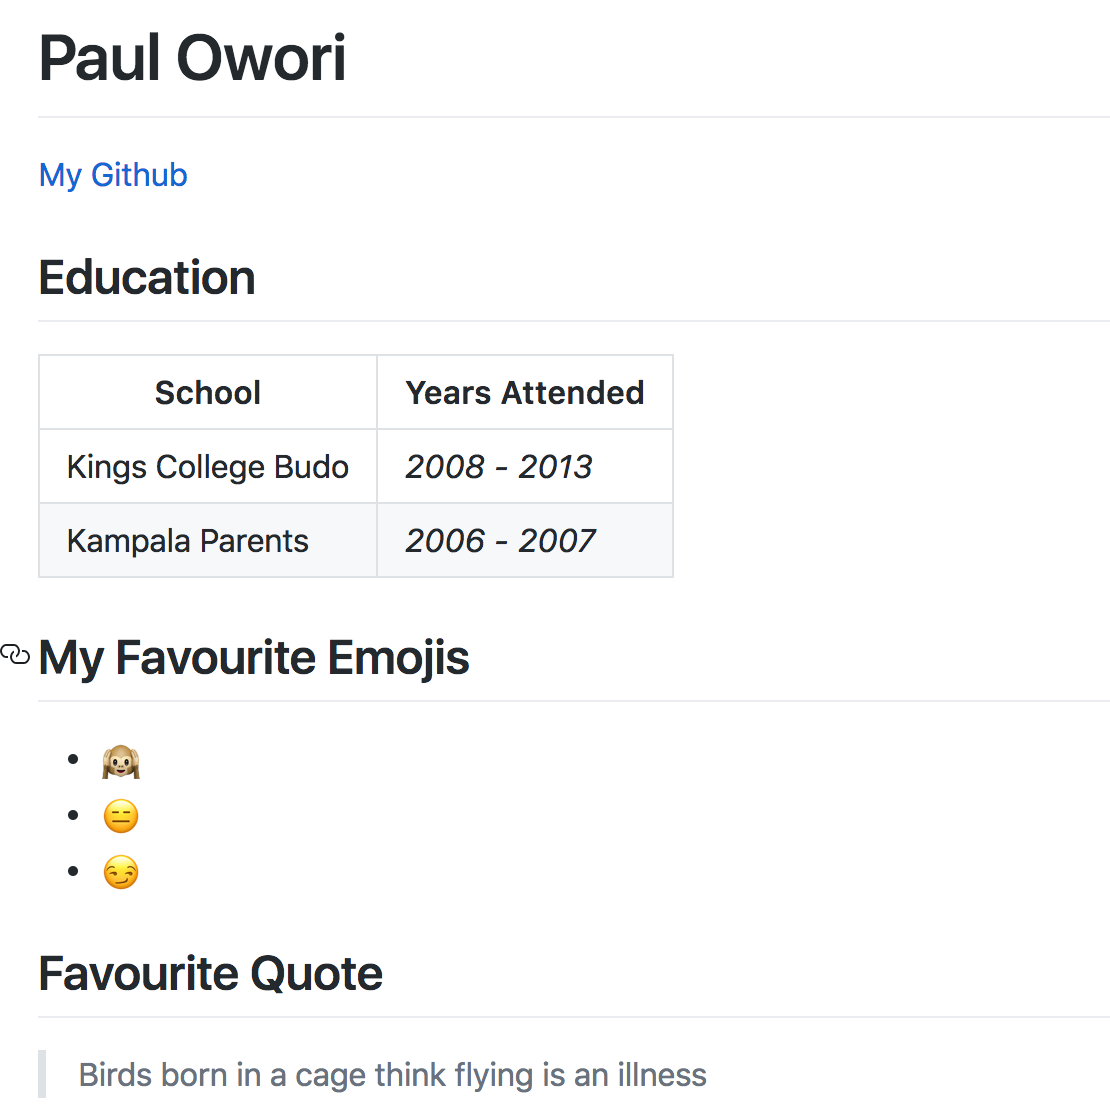 Paul Owori
My Github
Education
School Years Attended
Kings College Budo 2008 - 2013
Kampala Parents 2006 - 2007
My Favourite Emojis
🙉
😑
😏
Favourite Quote
Birds born in a cage think flying is an illness